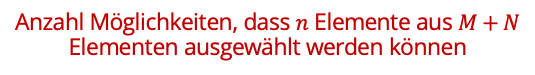 Anzahl Möglichkeiten, dass n Elemente aus M + N
Elementen ausgewählt werden können